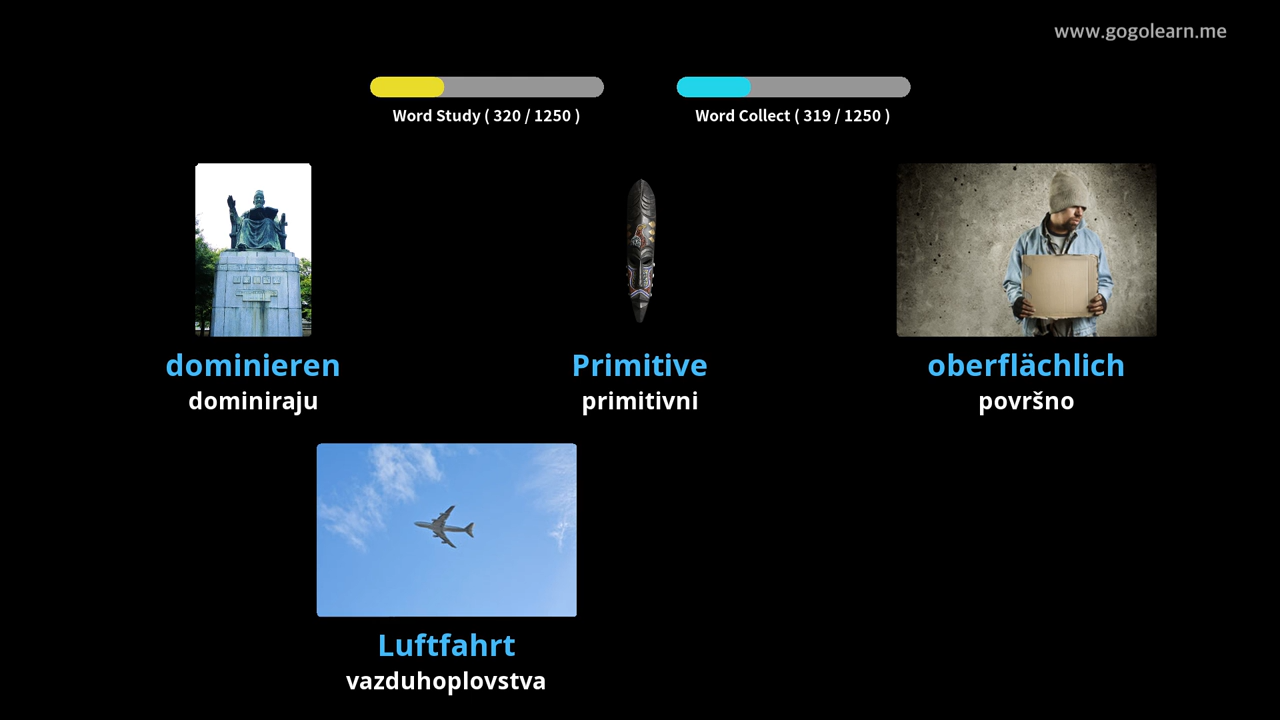 www.gogolearn.me
Word Study ( 320 / 1250 )
Word Collect ( 319 / 1250 )
dominieren
dominiraju
Primitive
primitivni
oberflächlich
površno
Luftfahrt
vazduhoplovstva